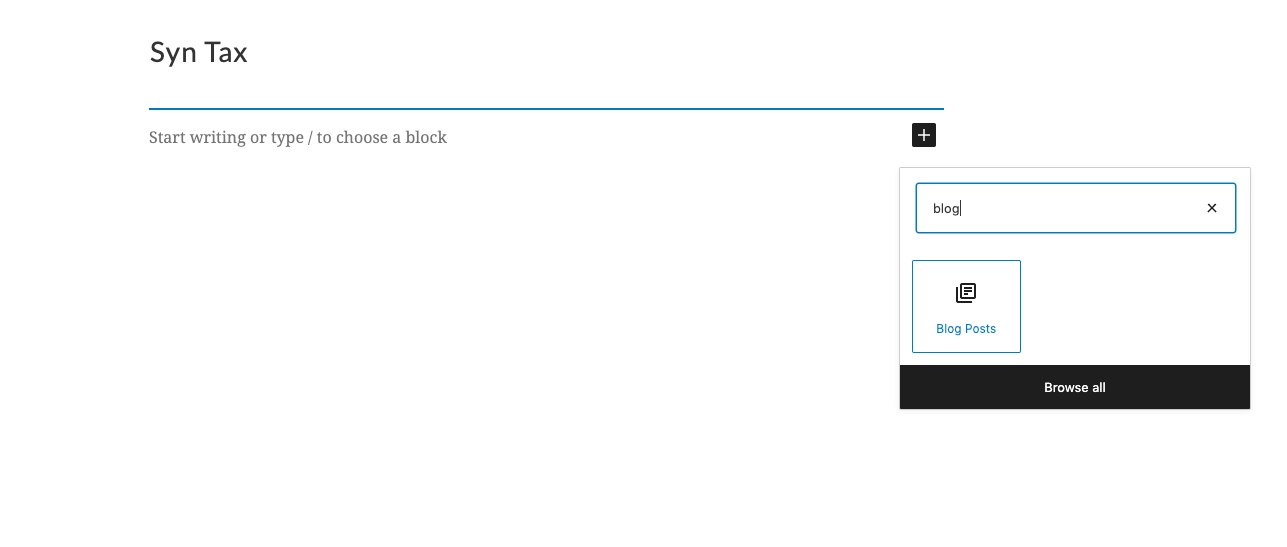 Syn Tax
Start writing or type / to choose a block
blog
Blog Posts
Browse all